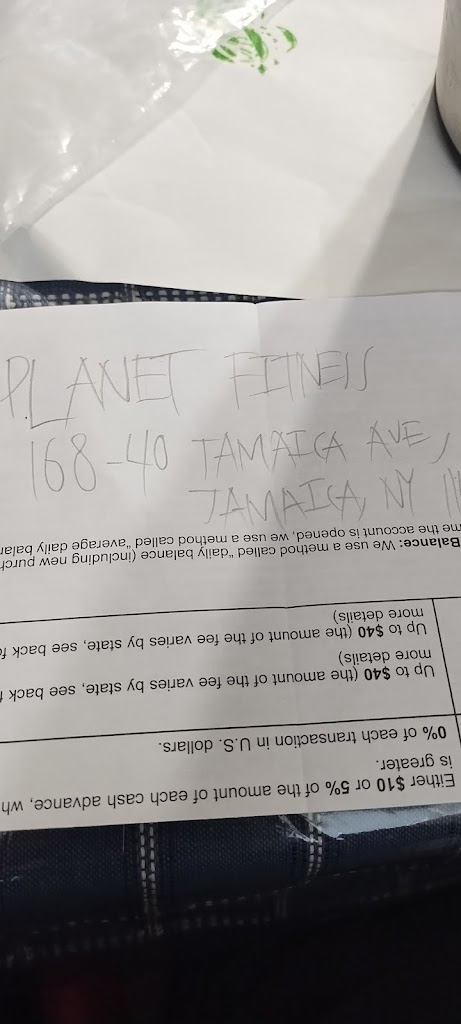 PLANET FITNESS
168-40 JAMAICA AVE,
JAMAICA, NY 11
Either $10 or 5% of the amount of each cash advance, wh
is greater.
0% of each transaction in U.S. dollars.
Up to $40 (the amount of the fee varies by state, see back f
more details)
Up to $40 (the amount of the fee varies by state, see back fo
more details)
Balance: We use a method called "daily balance (including new purch
me the account is opened, we use a method called "average daily balan